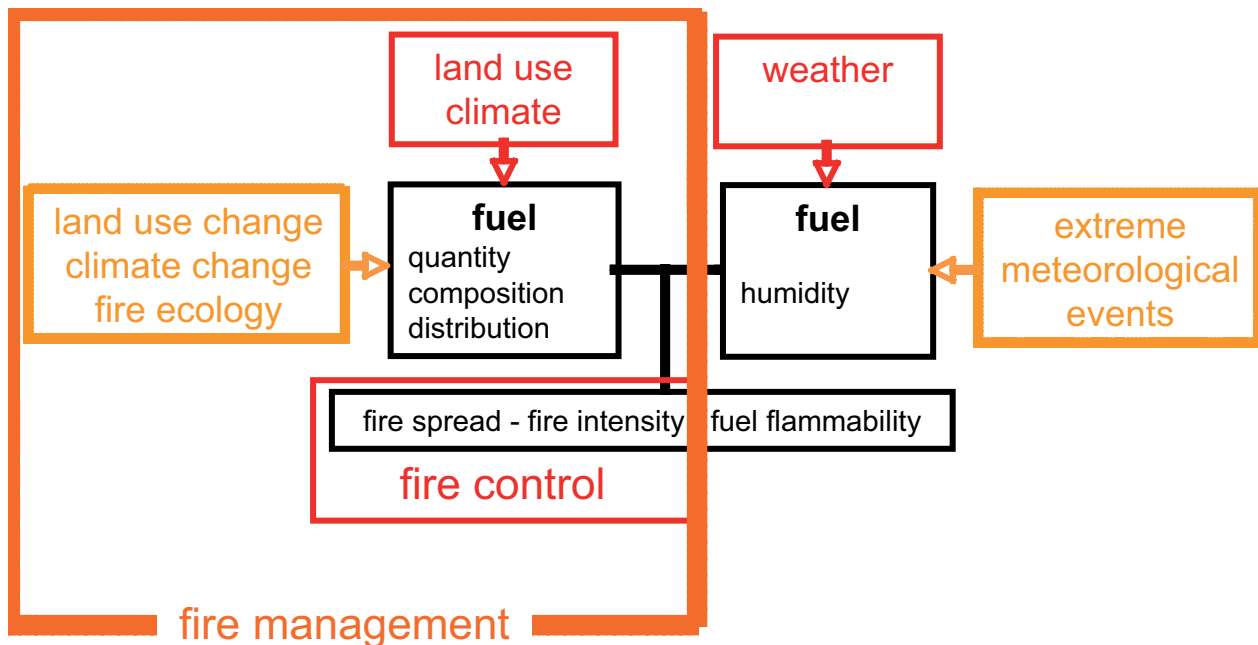 land use
climate
weather
land use change
climate change
fire ecology
fuel
quantity
composition
distribution
fuel
humidity
extreme
meteorological
events
fire spread - fire intensity fuel flammability
fire control
fire management